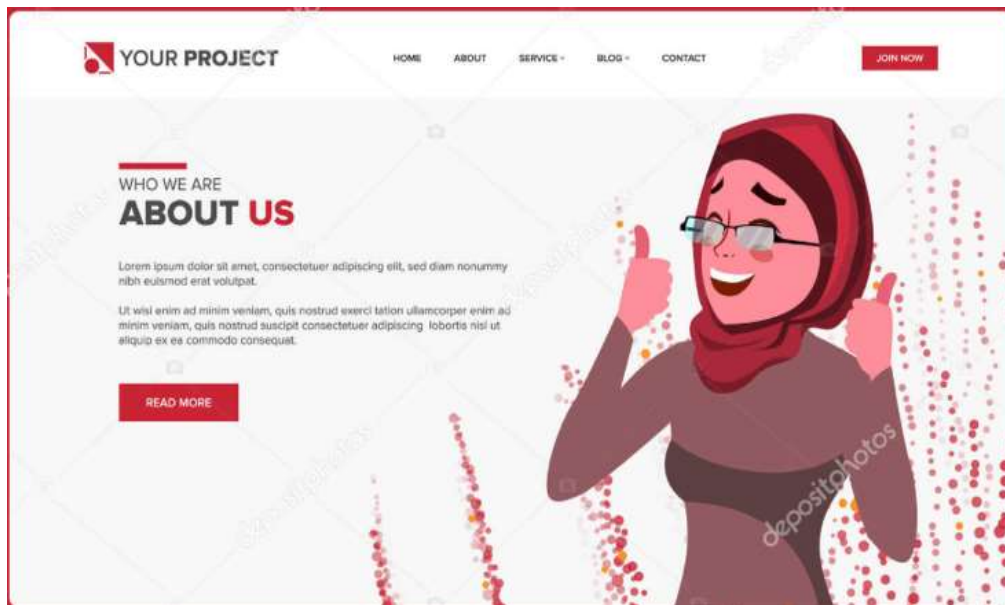 YOUR PROJECT
HOME ABOUT SERVICE BLOG CONTACT
JOIN NOW
WHO WE ARE
ABOUT US
Lorem ipsum dolor sit amet, consectetuer adipiscing elit, sed diam nonummy
nibh euismod erat volutpat.
Ut wisi enim ad minim veniam, quis nostrud exerci tation ullamcorper enim ad
minim veniam, quis nostrud suscipit consectetuer adipiscing lobortis nisl ut
aliquip ex ea commodo consequat.
READ MORE
depositphotos
depositphotos
depositphotos
depositphotos